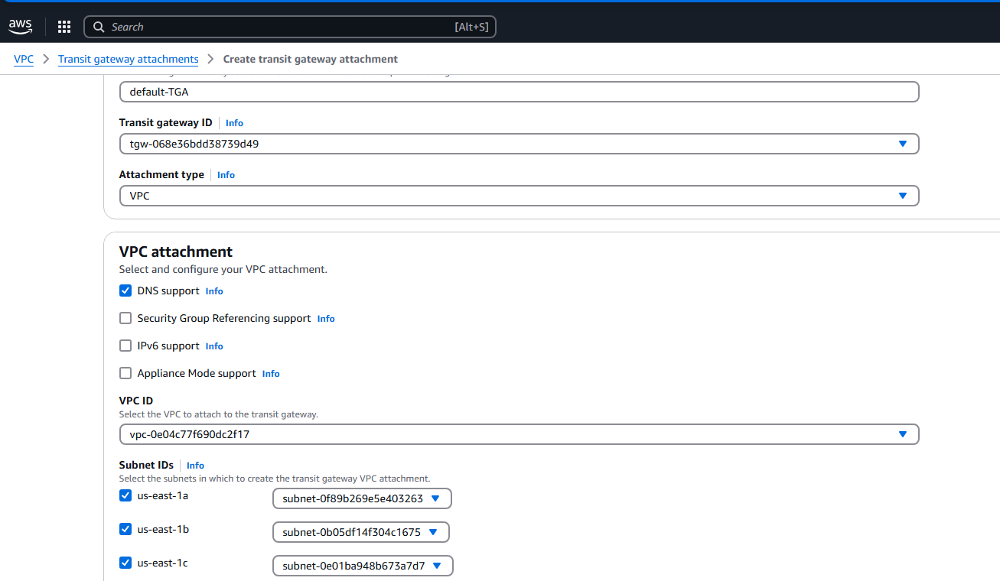 aws
Search [Alt+S]
VPC > Transit gateway attachments > Create transit gateway attachment
default-TGA
Transit gateway ID Info
tgw-068e36bdd38739d49
Attachment type Info
VPC
VPC attachment
Select and configure your VPC attachment.
DNS support Info
Security Group Referencing support Info
IPv6 support Info
Appliance Mode support Info
VPC ID
Select the VPC to attach to the transit gateway.
vpc-0e04c77f690dc2f17
Subnet IDs Info
Select the subnets in which to create the transit gateway VPC attachment.
us-east-1a subnet-0f89b269e5e403263
us-east-1b subnet-0b05df14f304c1675
us-east-1c subnet-0e01ba948b673a7d7